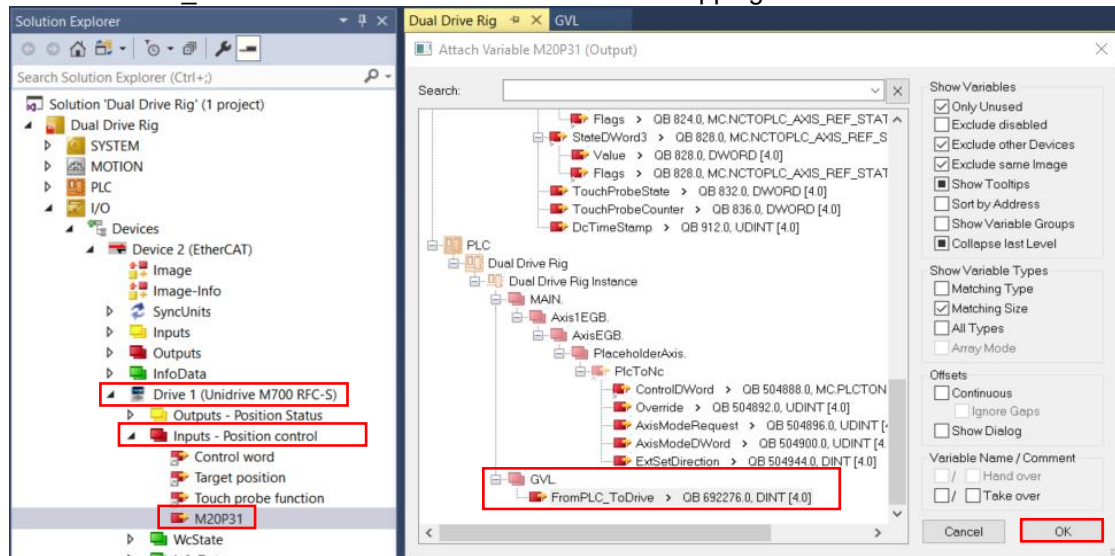 Solution Explorer
Search Solution Explorer (Ctrl+;)
Solution 'Dual Drive Rig' (1 project)
Dual Drive Rig
SYSTEM
MOTION
PLC
I/O
Devices
Device 2 (EtherCAT)
Image
Image-Info
SyncUnits
Inputs
Outputs
InfoData
Drive 1 (Unidrive M700 RFC-S)
Outputs - Position Status
Inputs - Position control
Control word
Target position
Touch probe function
M20P31
WcState
Dual Drive Rig GVL
Attach Variable M20P31 (Output)
Search:
Flags > QB 824.0, MC.NCTOPLC_AXIS_REF_STAT
StateDWord3 > QB 828.0, MC.NCTOPLC_AXIS_REF_S
Value > QB 828.0, DWORD [4.0]
Flags > QB 828.0, MC.NCTOPLC_AXIS_REF_STAT
TouchProbeState > QB 832.0, DWORD [4.0]
TouchProbeCounter > QB 836.0, DWORD [4.0]
DcTimeStamp > QB 912.0, UDINT [4.0]
PLC
Dual Drive Rig
Dual Drive Rig Instance
MAIN.
Axis1EGB.
AxisEGB.
PlaceholderAxis.
PlcToNc
ControlDWord > QB 504888.0, MC.PLCTON
Override > QB 504892.0, UDINT [4.0]
AxisModeRequest > QB 504896.0, UDINT [4
AxisModeDWord > QB 504900.0, UDINT [4.
ExtSetDirection > QB 504944.0, DINT [4.0]
GVL.
FromPLC_ToDrive > QB 692276.0, DINT [4.0]
Show Variables
Only Unused
Exclude disabled
Exclude other Devices
Exclude same Image
Show Tooltips
Sort by Address
Show Variable Groups
Collapse last Level
Show Variable Types
Matching Type
Matching Size
All Types
Array Mode
Offsets
Continuous
Ignore Gaps
Show Dialog
Variable Name / Comment
/ Hand over
/ Take over
Cancel OK